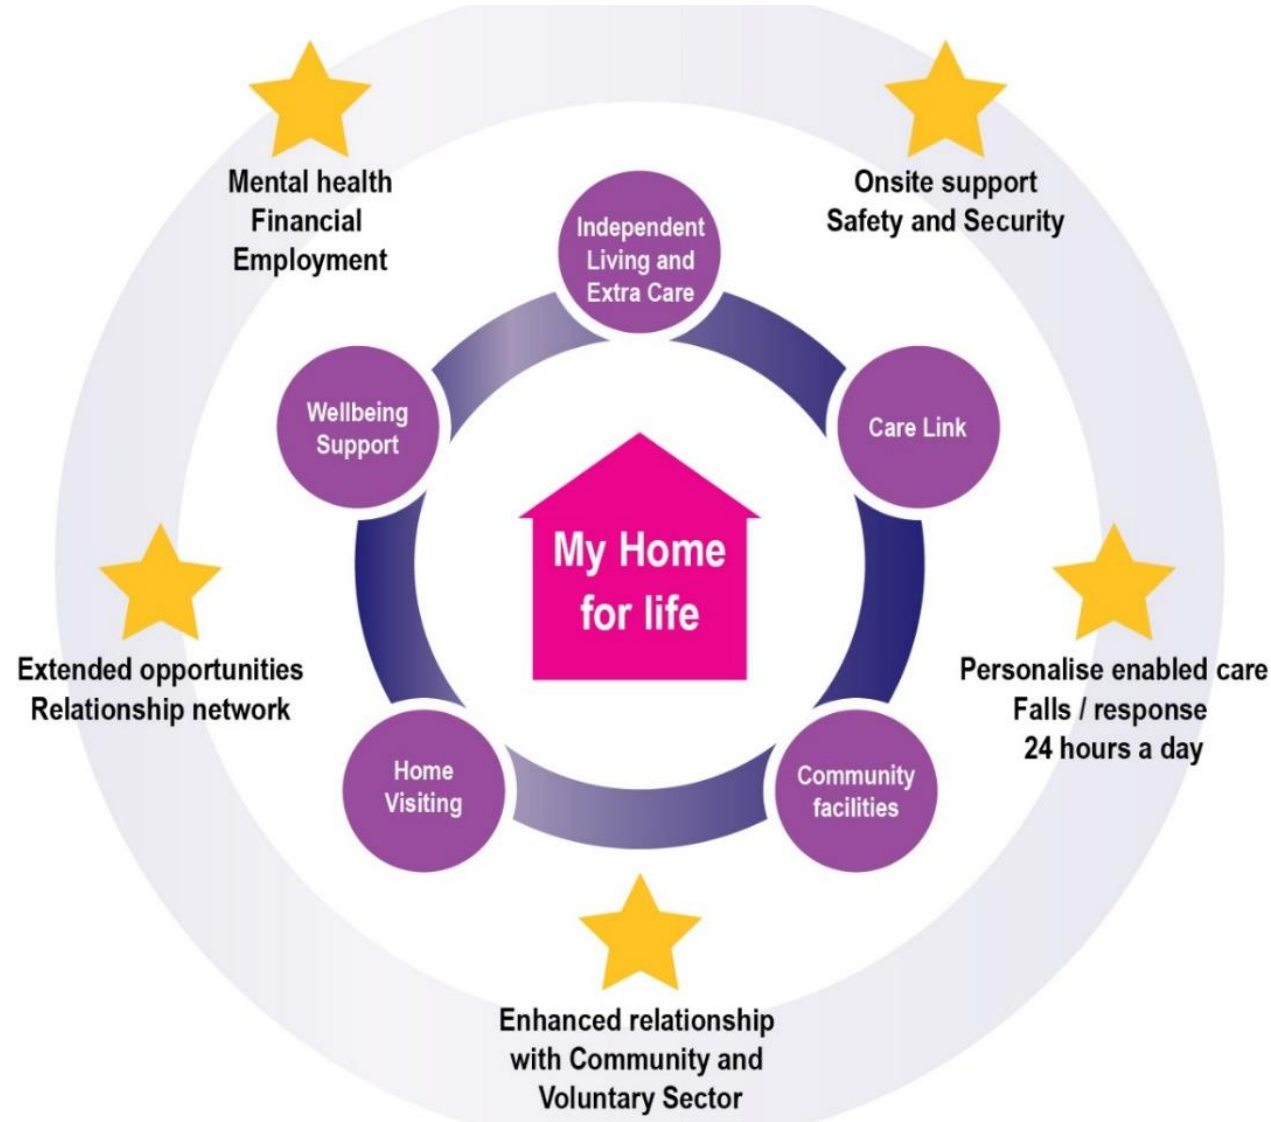 Mental health
Financial
Employment
Onsite support
Safety and Security
Independent
Living and
Extra Care
Wellbeing
Support
Care Link
My Home
for life
Extended opportunities
Relationship network
Personalise enabled care
Falls / response
24 hours a day
Home
Visiting
Community
facilities
Enhanced relationship
with Community and
Voluntary Sector